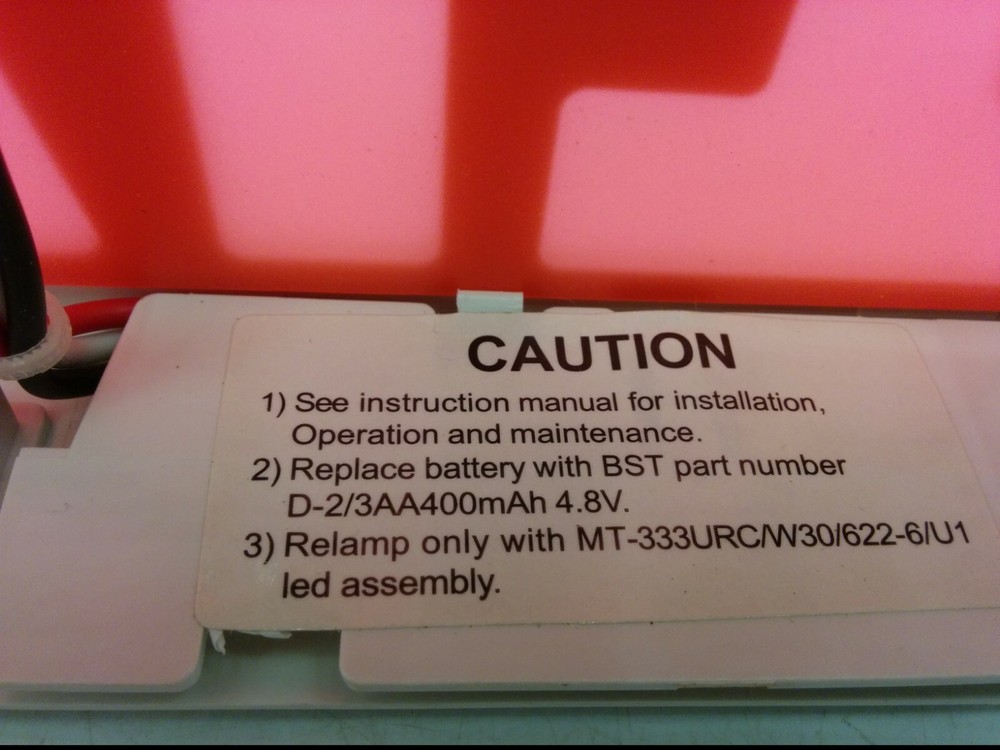 CAUTION
1) See instruction manual for installation,
Operation and maintenance.
2) Replace battery with BST part number
D-2/3AA400mAh 4.8V.
3) Relamp only with MT-333URC/W30/622-6/U1
led assembly.